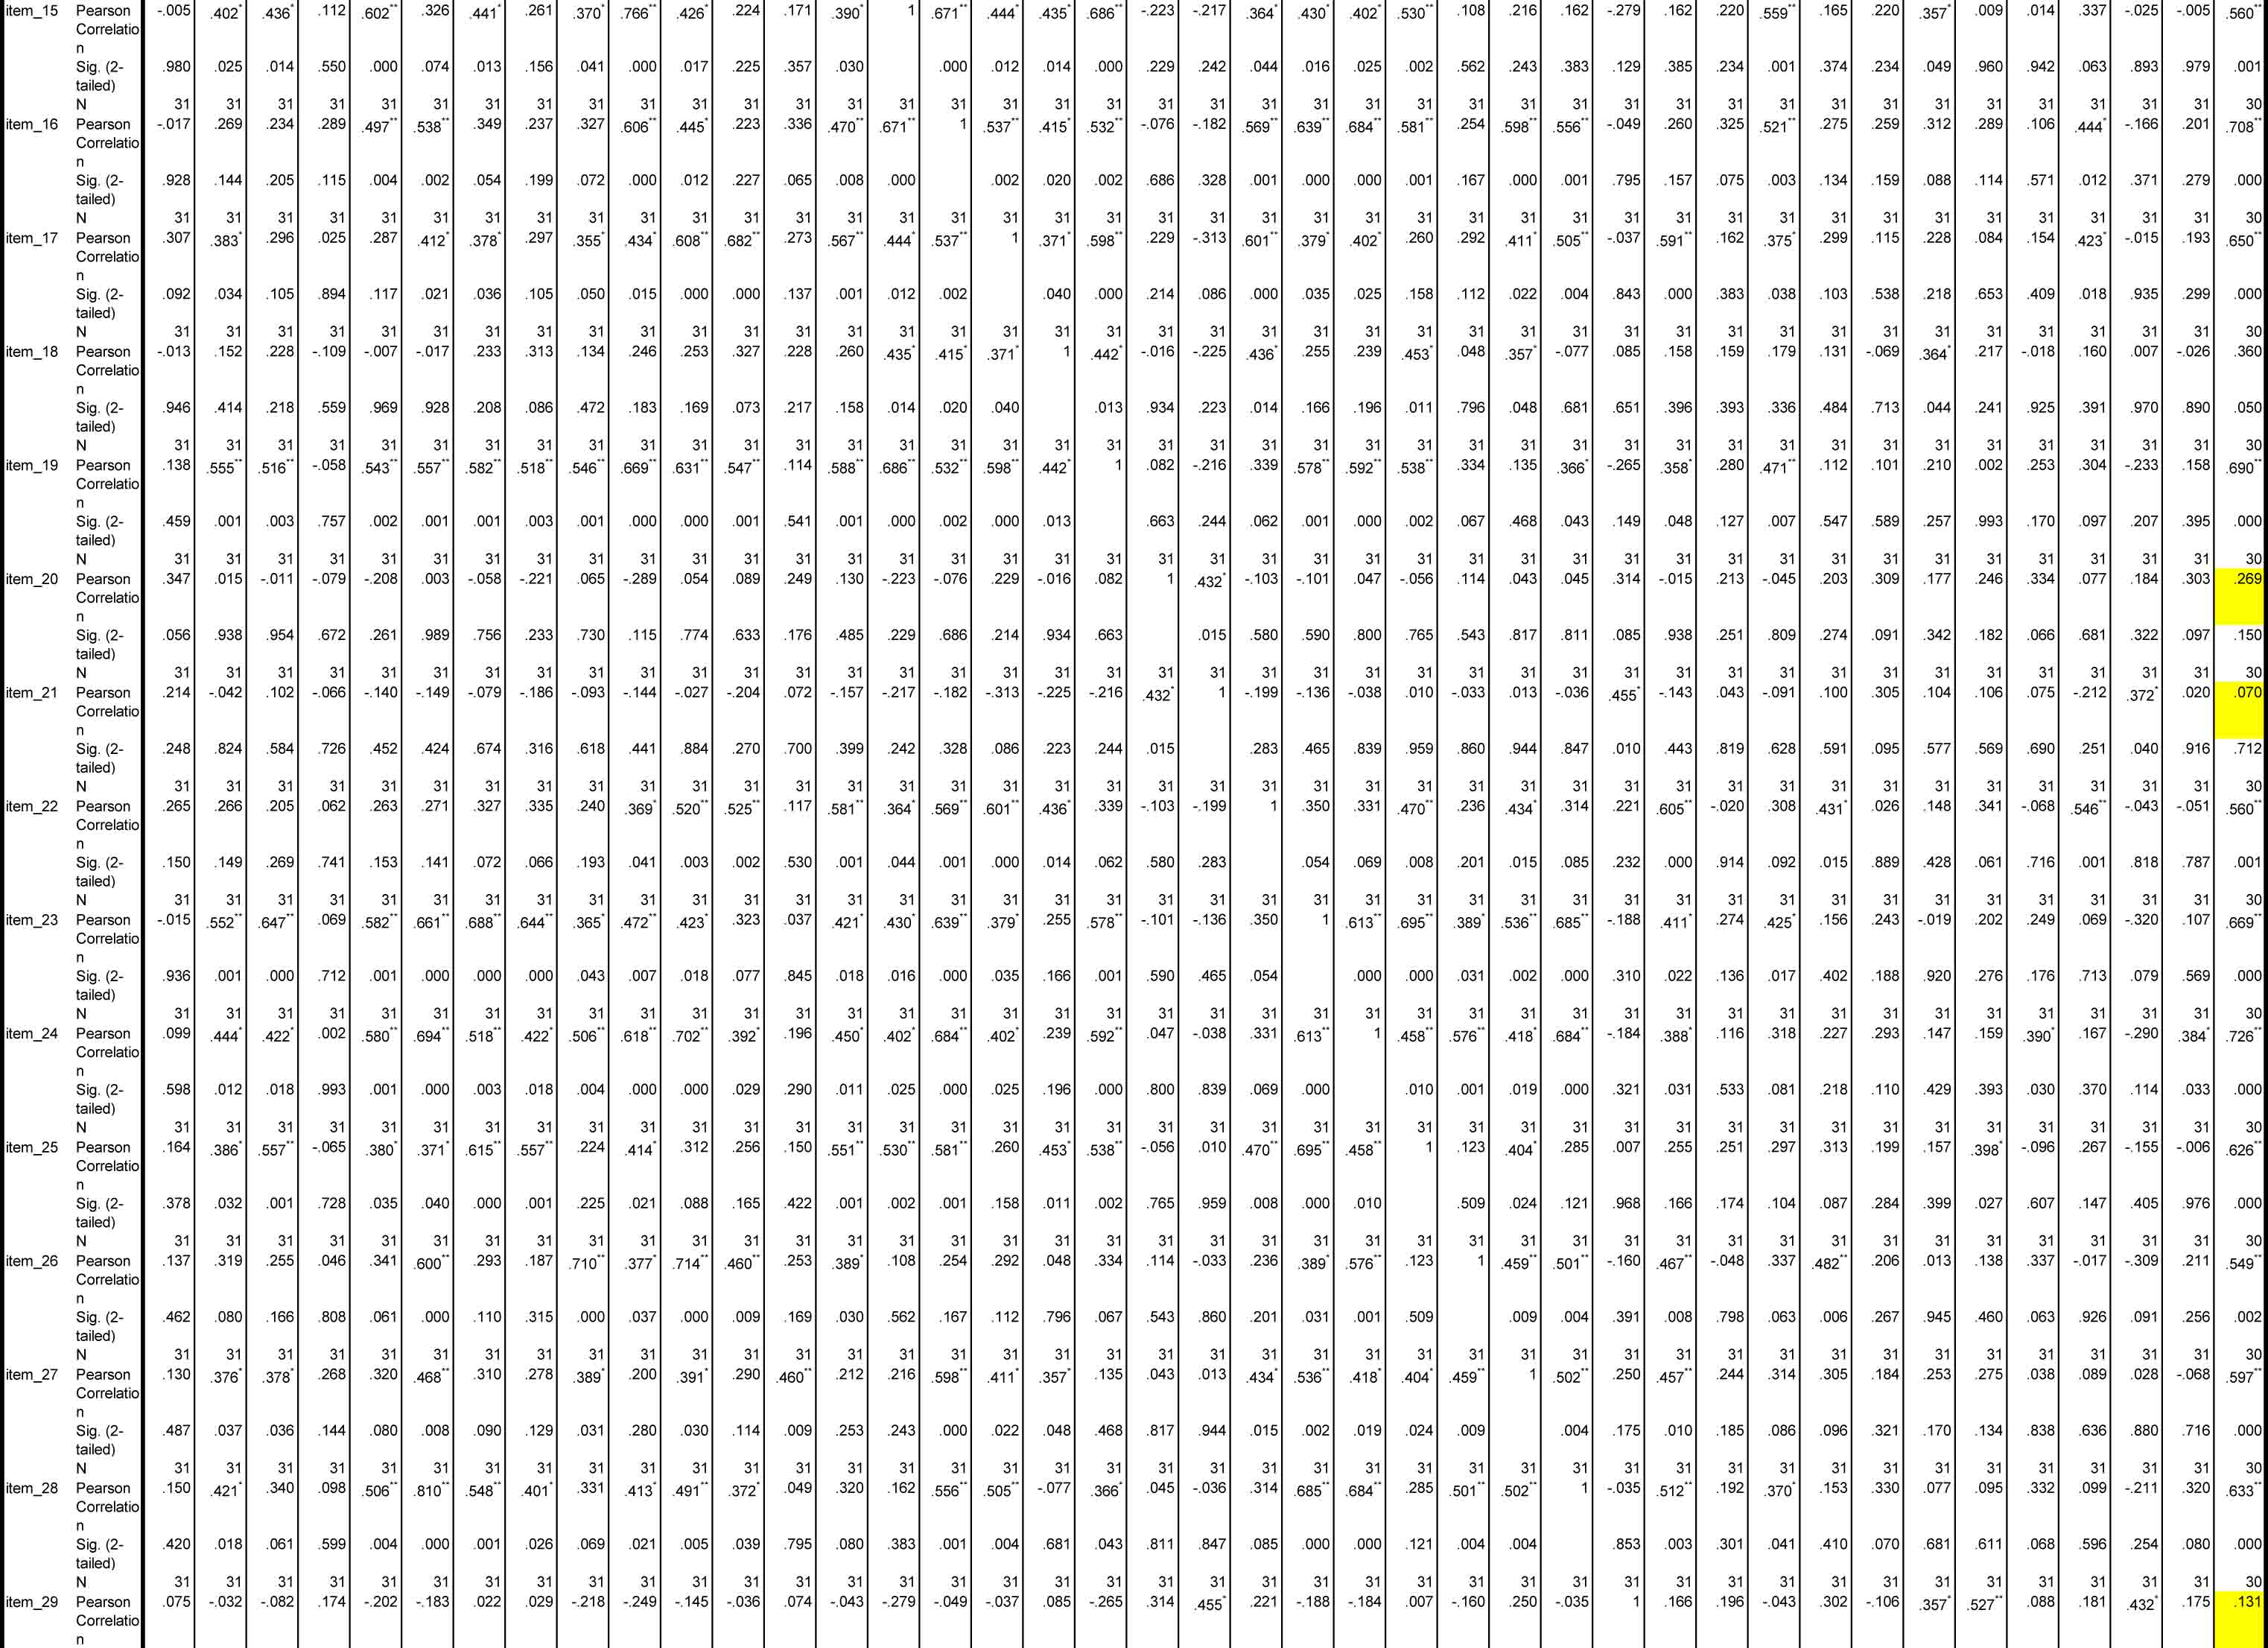 item_15 Pearson -.005 .402* .436* .112 .602** .326 .441* .261 .370* .766** .426* .224 .171 .390* 1 .671** .444* .435* .686** -.223 -.217 .364* .430* .402* .530** .108 .216 .162 -.279 .162 .220 .559** .165 .220 .357* .009 .014 .337 -.025 -.005 .560**
Correlatio
n
Sig. (2- .980 .025 .014 .550 .000 .074 .013 .156 .041 .000 .017 .225 .357 .030 .000 .012 .014 .000 .229 .242 .044 .016 .025 .002 .562 .243 .383 .129 .385 .234 .001 .374 .234 .049 .960 .942 .063 .893 .979 .001
tailed)
N 31 31 31 31 31 31 31 31 31 31 31 31 31 31 31 31 31 31 31 31 31 31 31 31 31 31 31 31 31 31 31 31 31 31 31 31 31 31 31 31 30
item_16 Pearson -.017 .269 .234 .289 .497** .538** .349 .237 .327 .606** .445* .223 .336 .470** .671** 1 .537** .415* .532** -.076 -.182 .569** .639** .684** .581** .254 .598** .556** -.049 .260 .325 .521** .275 .259 .312 .289 .106 .444* -.166 .201 .708**
Correlatio
n
Sig. (2- .928 .144 .205 .115 .004 .002 .054 .199 .072 .000 .012 .227 .065 .008 .000 .002 .020 .002 .686 .328 .001 .000 .000 .001 .167 .000 .001 .795 .157 .075 .003 .134 .159 .088 .114 .571 .012 .371 .279 .000
tailed)
N 31 31 31 31 31 31 31 31 31 31 31 31 31 31 31 31 31 31 31 31 31 31 31 31 31 31 31 31 31 31 31 31 31 31 31 31 31 31 31 31 30
item_17 Pearson .307 .383* .296 .025 .287 .412* .378* .297 .355* .434* .608** .682** .273 .567** .444* .537** 1 .371* .598** .229 -.313 .601** .379* .402* .260 .292 .411* .505** -.037 .591** .162 .375* .299 .115 .228 .084 .154 .423* -.015 .193 .650**
Correlatio
n
Sig. (2- .092 .034 .105 .894 .117 .021 .036 .105 .050 .015 .000 .000 .137 .001 .012 .002 .040 .000 .214 .086 .000 .035 .025 .158 .112 .022 .004 .843 .000 .383 .038 .103 .538 .218 .653 .409 .018 .935 .299 .000
tailed)
N 31 31 31 31 31 31 31 31 31 31 31 31 31 31 31 31 31 31 31 31 31 31 31 31 31 31 31 31 31 31 31 31 31 31 31 31 31 31 31 31 30
item_18 Pearson -.013 .152 .228 -.109 -.007 -.017 .233 .313 .134 .246 .253 .327 .228 .260 .435* .415* .371* 1 .442* -.016 -.225 .436* .255 .239 .453* .048 .357* -.077 .085 .158 .159 .179 .131 -.069 .364* .217 -.018 .160 .007 -.026 .360
Correlatio
n
Sig. (2- .946 .414 .218 .559 .969 .928 .208 .086 .472 .183 .169 .073 .217 .158 .014 .020 .040 .013 .934 .223 .014 .166 .196 .011 .796 .048 .681 .651 .396 .393 .336 .484 .713 .044 .241 .925 .391 .970 .890 .050
tailed)
N 31 31 31 31 31 31 31 31 31 31 31 31 31 31 31 31 31 31 31 31 31 31 31 31 31 31 31 31 31 31 31 31 31 31 31 31 31 31 31 31 30
item_19 Pearson .138 .555** .516** -.058 .543** .557** .582** .518** .546** .669** .631** .547** .114 .588** .686** .532** .598** .442* 1 .082 -.216 .339 .578** .592** .538** .334 .135 .366* -.265 .358* .280 .471** .112 .101 .210 .002 .253 .304 -.233 .158 .690**
Correlatio
n
Sig. (2- .459 .001 .003 .757 .002 .001 .001 .003 .001 .000 .000 .001 .541 .001 .000 .002 .000 .013 .663 .244 .062 .001 .000 .002 .067 .468 .043 .149 .048 .127 .007 .547 .589 .257 .993 .170 .097 .207 .395 .000
tailed)
N 31 31 31 31 31 31 31 31 31 31 31 31 31 31 31 31 31 31 31 31 31 31 31 31 31 31 31 31 31 31 31 31 31 31 31 31 31 31 31 31 30
item_20 Pearson .347 .015 -.011 -.079 -.208 .003 -.058 -.221 .065 -.289 .054 .089 .249 .130 -.223 -.076 .229 -.016 .082 1 .432* -.103 -.101 .047 -.056 .114 .043 .045 .314 -.015 .213 -.045 .203 .309 .177 .246 .334 .077 .184 .303 .269
Correlatio
n
Sig. (2- .056 .938 .954 .672 .261 .989 .756 .233 .730 .115 .774 .633 .176 .485 .229 .686 .214 .934 .663 .015 .580 .590 .800 .765 .543 .817 .811 .085 .938 .251 .809 .274 .091 .342 .182 .066 .681 .322 .097 .150
tailed)
N 31 31 31 31 31 31 31 31 31 31 31 31 31 31 31 31 31 31 31 31 31 31 31 31 31 31 31 31 31 31 31 31 31 31 31 31 31 31 31 31 30
item_21 Pearson .214 -.042 .102 -.066 -.140 -.149 -.079 -.186 -.093 -.144 -.027 -.204 .072 -.157 -.217 -.182 -.313 -.225 -.216 .432* 1 -.199 -.136 -.038 .010 -.033 .013 -.036 .455* -.143 .043 -.091 .100 .305 .104 .106 .075 -.212 .372* .020 .070
Correlatio
n
Sig. (2- .248 .824 .584 .726 .452 .424 .674 .316 .618 .441 .884 .270 .700 .399 .242 .328 .086 .223 .244 .015 .283 .465 .839 .959 .860 .944 .847 .010 .443 .819 .628 .591 .095 .577 .569 .690 .251 .040 .916 .712
tailed)
N 31 31 31 31 31 31 31 31 31 31 31 31 31 31 31 31 31 31 31 31 31 31 31 31 31 31 31 31 31 31 31 31 31 31 31 31 31 31 31 31 30
item_22 Pearson .265 .266 .205 .062 .263 .271 .327 .335 .240 .369* .520** .525** .117 .581** .364* .569** .601** .436* .339 -.103 -.199 1 .350 .331 .470** .236 .434* .314 .221 .605** -.020 .308 .431* .026 .148 .341 -.068 .546** -.043 -.051 .560**
Correlatio
n
Sig. (2- .150 .149 .269 .741 .153 .141 .072 .066 .193 .041 .003 .002 .530 .001 .044 .001 .000 .014 .062 .580 .283 .054 .069 .008 .201 .015 .085 .232 .000 .914 .092 .015 .889 .428 .061 .716 .001 .818 .787 .001
tailed)
N 31 31 31 31 31 31 31 31 31 31 31 31 31 31 31 31 31 31 31 31 31 31 31 31 31 31 31 31 31 31 31 31 31 31 31 31 31 31 31 31 30
item_23 Pearson -.015 .552** .647** .069 .582** .661** .688** .644** .365* .472** .423* .323 .037 .421* .430* .639** .379* .255 .578** -.101 -.136 .350 1 .613** .695** .389* .536** .685** -.188 .411* .274 .425* .156 .243 -.019 .202 .249 .069 -.320 .107 .669**
Correlatio
n
Sig. (2- .936 .001 .000 .712 .001 .000 .000 .000 .043 .007 .018 .077 .845 .018 .016 .000 .035 .166 .001 .590 .465 .054 .000 .000 .031 .002 .000 .310 .022 .136 .017 .402 .188 .920 .276 .176 .713 .079 .569 .000
tailed)
N 31 31 31 31 31 31 31 31 31 31 31 31 31 31 31 31 31 31 31 31 31 31 31 31 31 31 31 31 31 31 31 31 31 31 31 31 31 31 31 31 30
item_24 Pearson .099 .444* .422* .002 .580** .694** .518** .422* .506** .618** .702** .392* .196 .450* .402* .684** .402* .239 .592** .047 -.038 .331 .613** 1 .458** .576** .418* .684** -.184 .388* .116 .318 .227 .293 .147 .159 .390* .167 -.290 .384* .726**
Correlatio
n
Sig. (2- .598 .012 .018 .993 .001 .000 .003 .018 .004 .000 .000 .029 .290 .011 .025 .000 .025 .196 .000 .800 .839 .069 .000 .010 .001 .019 .000 .321 .031 .533 .081 .218 .110 .429 .393 .030 .370 .114 .033 .000
tailed)
N 31 31 31 31 31 31 31 31 31 31 31 31 31 31 31 31 31 31 31 31 31 31 31 31 31 31 31 31 31 31 31 31 31 31 31 31 31 31 31 31 30
item_25 Pearson .164 .386* .557** -.065 .380* .371* .615** .557** .224 .414* .312 .256 .150 .551** .530** .581** .260 .453* .538** -.056 .010 .470** .695** .458** 1 .123 .404* .285 .007 .255 .251 .297 .313 .199 .157 .398* -.096 .267 -.155 -.006 .626**
Correlatio
n
Sig. (2- .378 .032 .001 .728 .035 .040 .000 .001 .225 .021 .088 .165 .422 .001 .002 .001 .158 .011 .002 .765 .959 .008 .000 .010 .509 .024 .121 .968 .166 .174 .104 .087 .284 .399 .027 .607 .147 .405 .976 .000
tailed)
N 31 31 31 31 31 31 31 31 31 31 31 31 31 31 31 31 31 31 31 31 31 31 31 31 31 31 31 31 31 31 31 31 31 31 31 31 31 31 31 31 30
item_26 Pearson .137 .319 .255 .046 .341 .600** .293 .187 .710** .377* .714** .460** .253 .389* .108 .254 .292 .048 .334 .114 -.033 .236 .389* .576** .123 1 .459** .501** -.160 .467** -.048 .337 .482** .206 .013 .138 .337 -.017 -.309 .211 .549**
Correlatio
n
Sig. (2- .462 .080 .166 .808 .061 .000 .110 .315 .000 .037 .000 .009 .169 .030 .562 .167 .112 .796 .067 .543 .860 .201 .031 .001 .509 .009 .004 .391 .008 .798 .063 .006 .267 .945 .460 .063 .926 .091 .256 .002
tailed)
N 31 31 31 31 31 31 31 31 31 31 31 31 31 31 31 31 31 31 31 31 31 31 31 31 31 31 31 31 31 31 31 31 31 31 31 31 31 31 31 31 30
item_27 Pearson .130 .376* .378* .268 .320 .468** .310 .278 .389* .200 .391* .290 .460** .212 .216 .598** .411* .357* .135 .043 .013 .434* .536** .418* .404* .459** 1 .502** .250 .457** .244 .314 .305 .184 .253 .275 .038 .089 .028 -.068 .597**
Correlatio
n
Sig. (2- .487 .037 .036 .144 .080 .008 .090 .129 .031 .280 .030 .114 .009 .253 .243 .000 .022 .048 .468 .817 .944 .015 .002 .019 .024 .009 .004 .175 .010 .185 .086 .096 .321 .170 .134 .838 .636 .880 .716 .000
tailed)
N 31 31 31 31 31 31 31 31 31 31 31 31 31 31 31 31 31 31 31 31 31 31 31 31 31 31 31 31 31 31 31 31 31 31 31 31 31 31 31 31 30
item_28 Pearson .150 .421* .340 .098 .506** .810** .548** .401* .331 .413* .491** .372* .049 .320 .162 .556** .505** -.077 .366* .045 -.036 .314 .685** .684** .285 .501** .502** 1 -.035 .512** .192 .370* .153 .330 .077 .095 .332 .099 -.211 .320 .633**
Correlatio
n
Sig. (2- .420 .018 .061 .599 .004 .000 .001 .026 .069 .021 .005 .039 .795 .080 .383 .001 .004 .681 .043 .811 .847 .085 .000 .000 .121 .004 .004 .853 .003 .301 .041 .410 .070 .681 .611 .068 .596 .254 .080 .000
tailed)
N 31 31 31 31 31 31 31 31 31 31 31 31 31 31 31 31 31 31 31 31 31 31 31 31 31 31 31 31 31 31 31 31 31 31 31 31 31 31 31 31 30
item_29 Pearson .075 -.032 -.082 .174 -.202 -.183 .022 .029 -.218 -.249 -.145 -.036 .074 -.043 -.279 -.049 -.037 .085 -.265 .314 .455* .221 -.188 -.184 .007 -.160 .250 -.035 1 .166 .196 -.043 .302 -.106 .357* .527** .088 .181 .432* .175 .131
Correlatio
n